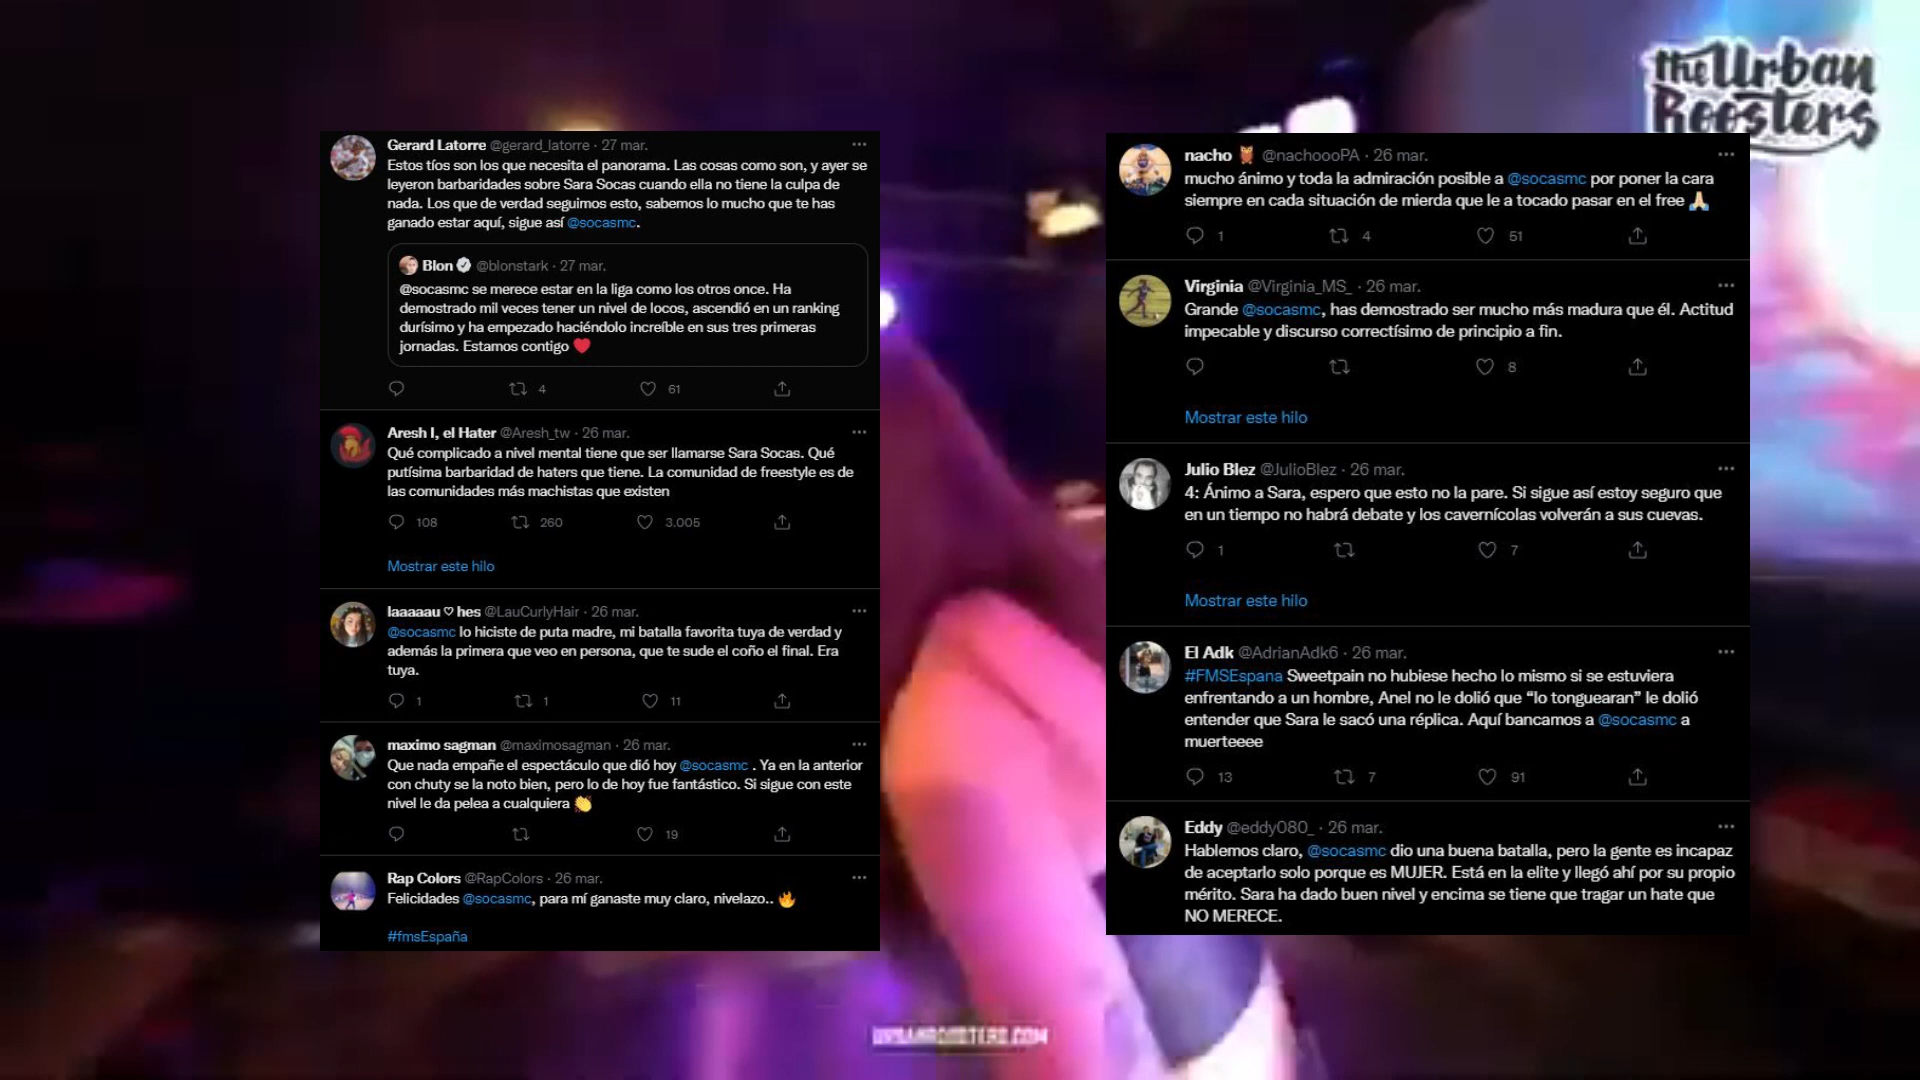 the Urban
Roosters
Gerard Latorre @gerard_latorre · 27 mar.
Estos tíos son los que necesita el panorama. Las cosas como son, y ayer se
leyeron barbaridades sobre Sara Socas cuando ella no tiene la culpa de
nada. Los que de verdad seguimos esto, sabemos lo mucho que te has
ganado estar aquí, sigue así @socasmc.
Blon @blonstark · 27 mar.
@socasmc se merece estar en la liga como los otros once. Ha
demostrado mil veces tener un nivel de locos, ascendió en un ranking
durísimo y ha empezado haciéndolo increíble en sus tres primeras
jornadas. Estamos contigo ❤️
4 61
Aresh I, el Hater @Aresh_tw · 26 mar.
Qué complicado a nivel mental tiene que ser llamarse Sara Socas. Qué
putísima barbaridad de haters que tiene. La comunidad de freestyle es de
las comunidades más machistas que existen
108 260 3.005
Mostrar este hilo
laaaaau ♡ hes @LauCurlyHair · 26 mar.
@socasmc lo hiciste de puta madre, mi batalla favorita tuya de verdad y
además la primera que veo en persona, que te sude el coño el final. Era
tuya.
1 1 11
maximo sagman @maximosagman · 26 mar.
Que nada empañe el espectáculo que dió hoy @socasmc . Ya en la anterior
con chuty se la noto bien, pero lo de hoy fue fantástico. Si sigue con este
nivel le da pelea a cualquiera 👏
19
Rap Colors @RapColors · 26 mar.
Felicidades @socasmc, para mí ganaste muy claro, nivelazo.. 🔥
#fmsEspaña
nacho 🦉 @nachoooPA · 26 mar.
mucho ánimo y toda la admiración posible a @socasmc por poner la cara
siempre en cada situación de mierda que le a tocado pasar en el free 🙏🏻
1 4 51
Virginia @Virginia_MS_ · 26 mar.
Grande @socasmc, has demostrado ser mucho más madura que él. Actitud
impecable y discurso correctísimo de principio a fin.
8
Mostrar este hilo
Julio Blez @JulioBlez · 26 mar.
4: Ánimo a Sara, espero que esto no la pare. Si sigue así estoy seguro que
en un tiempo no habrá debate y los cavernícolas volverán a sus cuevas.
1 7
Mostrar este hilo
El Adk @AdrianAdk6 · 26 mar.
#FMSEspana Sweetpain no hubiese hecho lo mismo si se estuviera
enfrentando a un hombre, Anel no le dolió que “lo tonguearan” le dolió
entender que Sara le sacó una réplica. Aquí bancamos a @socasmc a
muerteeee
13 7 91
Eddy @eddy080_ · 26 mar.
Hablemos claro, @socasmc dio una buena batalla, pero la gente es incapaz
de aceptarlo solo porque es MUJER. Está en la elite y llegó ahí por su propio
mérito. Sara ha dado buen nivel y encima se tiene que tragar un hate que
NO MERECE.
URBANROOSTERS.COM